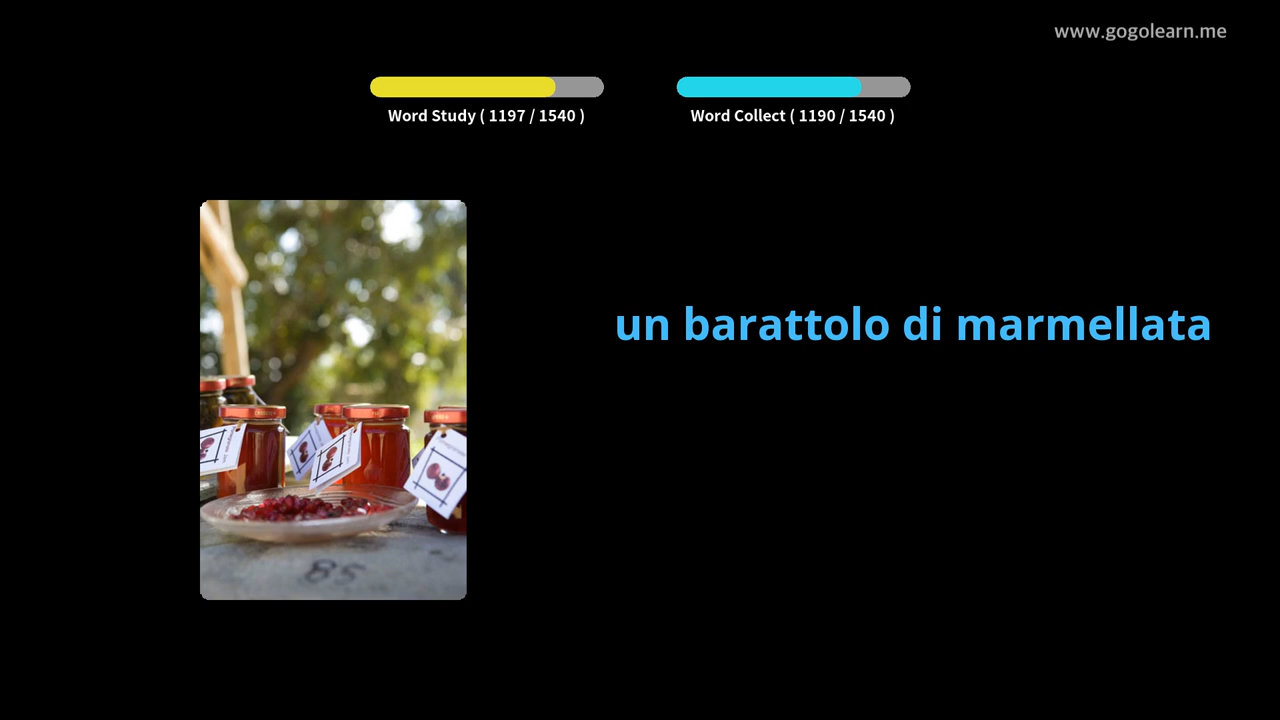 www.gogolearn.me
Word Study ( 1197 / 1540 )
Word Collect ( 1190 / 1540 )
un barattolo di marmellata
85